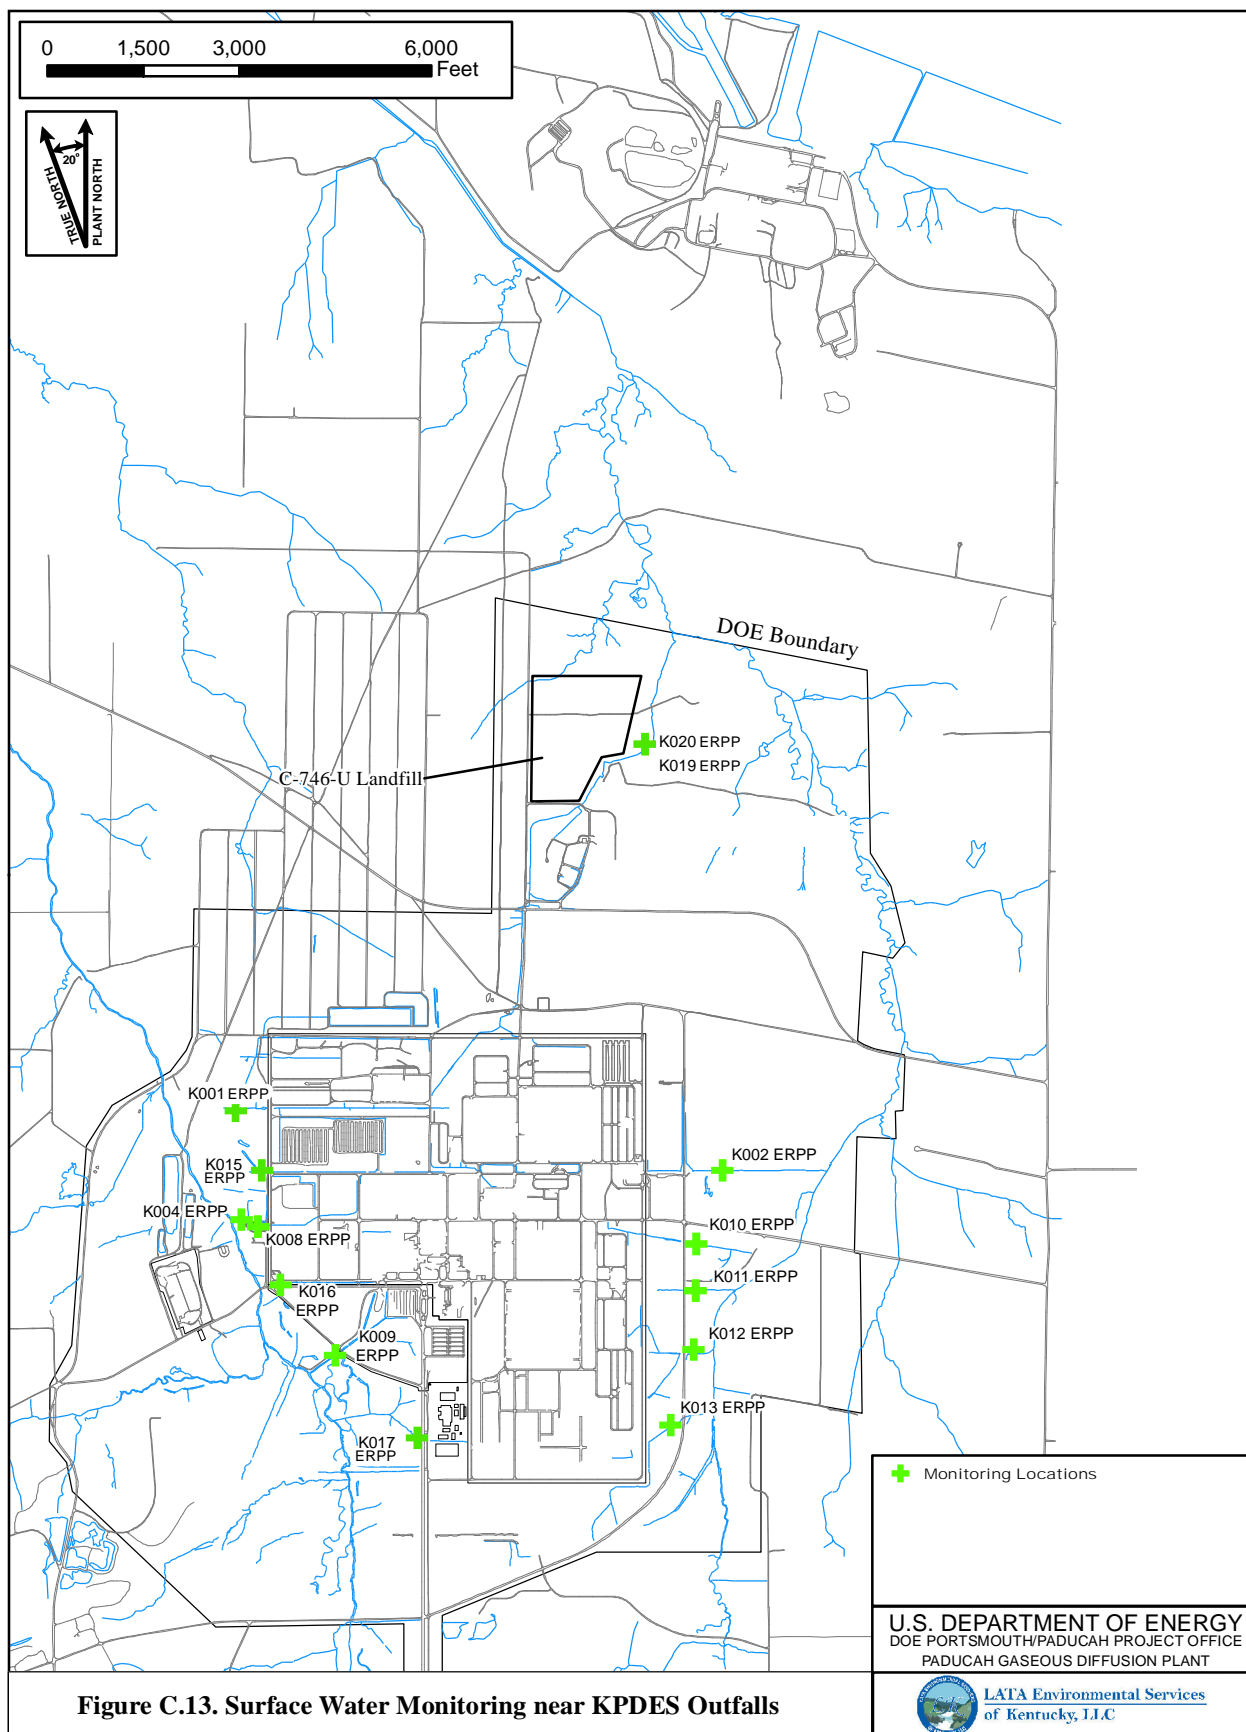 0 1,500 3,000 6,000
Feet
20°
TRUE NORTH
PLANT NORTH
DOE Boundary
K020 ERPP
K019 ERPP
C-746-U Landfill
K001 ERPP
K015
ERPP
K002 ERPP
K004 ERPP
K008 ERPP
K010 ERPP
K016
ERPP
K011 ERPP
K009
ERPP
K012 ERPP
K013 ERPP
K017
ERPP
Monitoring Locations
U.S. DEPARTMENT OF ENERGY
DOE PORTSMOUTH/PADUCAH PROJECT OFFICE
PADUCAH GASEOUS DIFFUSION PLANT
Figure C.13. Surface Water Monitoring near KPDES Outfalls
LATA Environmental Services
of Kentucky, LLC